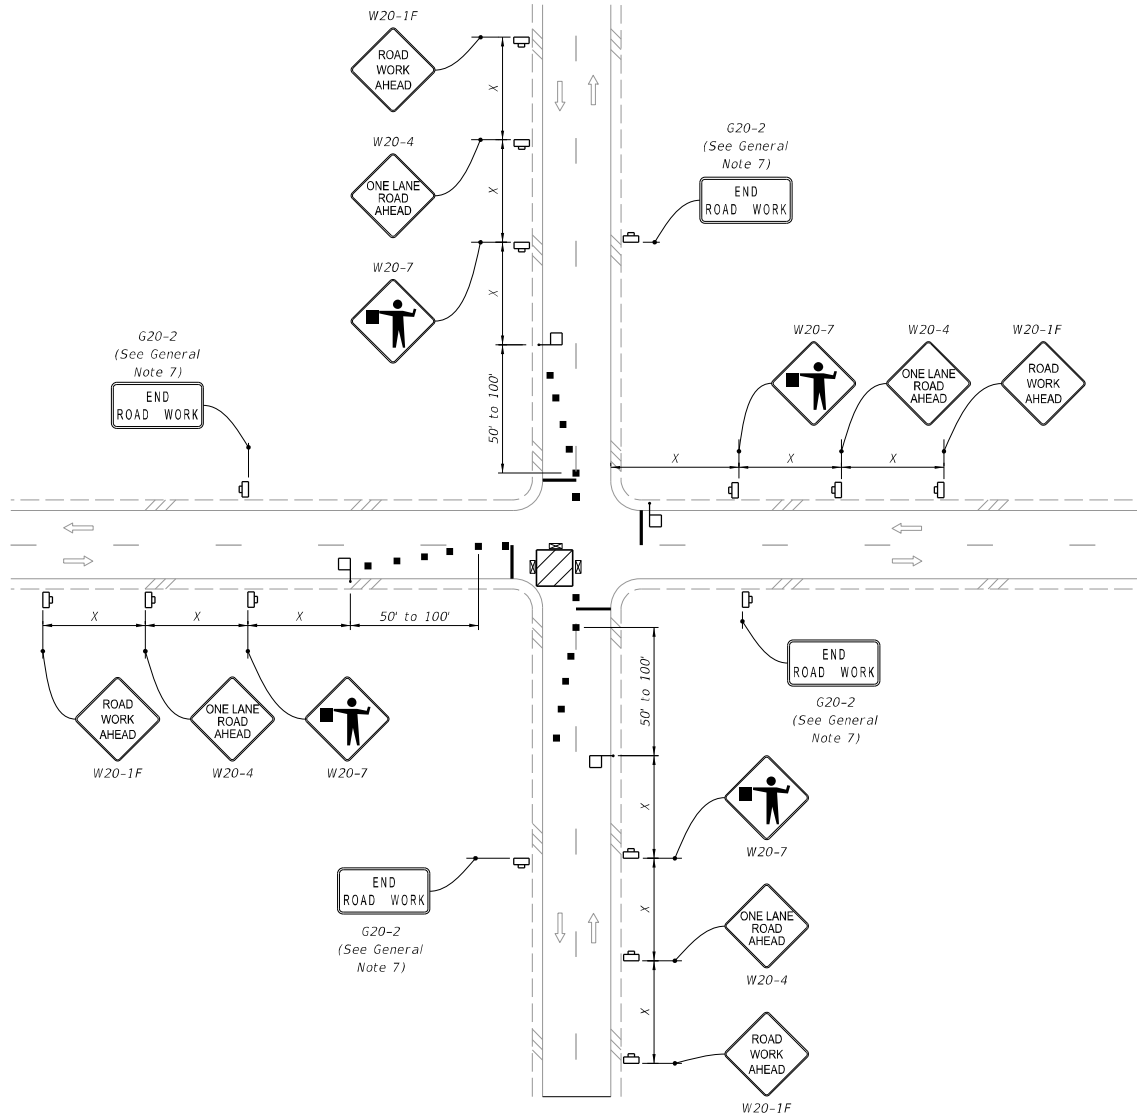 W20-1F
ROAD
WORK
AHEAD
X
W20-4
ONE LANE
ROAD
AHEAD
X
W20-7
X
50' to 100'
G20-2
(See General
Note 7)
END
ROAD WORK
G20-2
(See General
Note 7)
END
ROAD WORK
W20-7
W20-4
W20-1F
ONE LANE
ROAD
AHEAD
ROAD
WORK
AHEAD
X
X
X
X
X
X
50' to 100'
ROAD
WORK
AHEAD
ONE LANE
ROAD
AHEAD
W20-1F
W20-4
W20-7
50' to 100'
END
ROAD WORK
G20-2
(See General
Note 7)
X
W20-7
END
ROAD WORK
G20-2
(See General
Note 7)
X
ONE LANE
ROAD
AHEAD
W20-4
X
ROAD
WORK
AHEAD
W20-1F